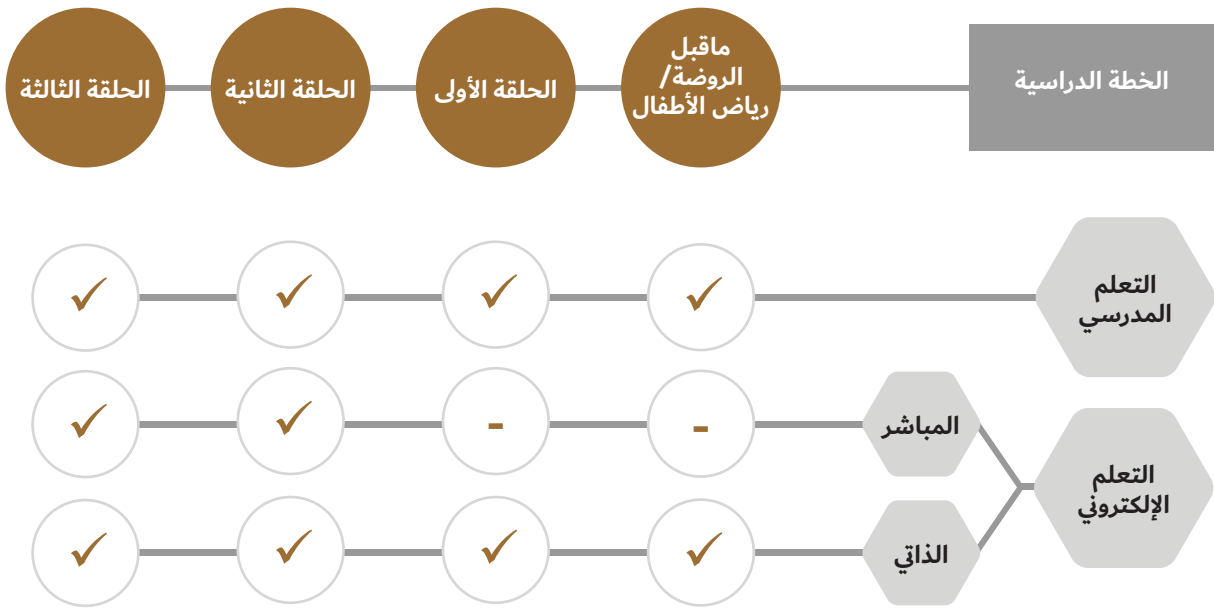 الخطة الدراسية
ماقبل
الروضة/
رياض الأطفال
الحلقة الأولى
الحلقة الثانية
الحلقة الثالثة
التعلم
المدرسي
✓ ✓ ✓ ✓
التعلم
الإلكتروني
المباشر
- - ✓ ✓
الذاتي
✓ ✓ ✓ ✓